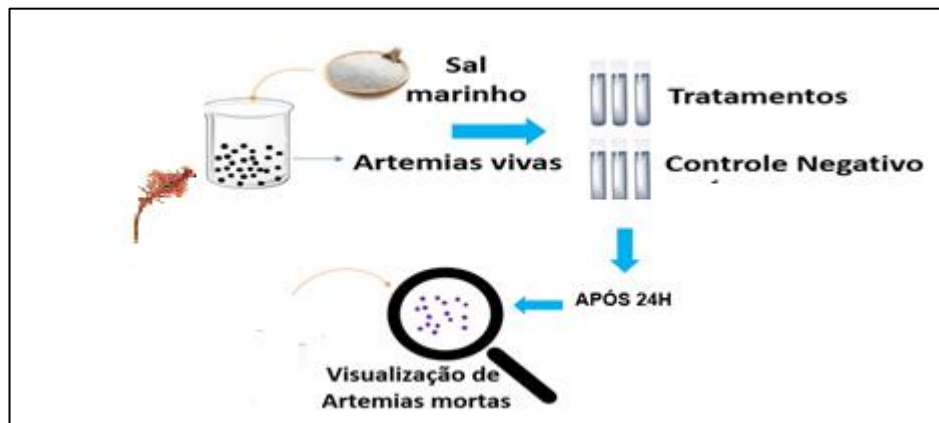 Sal
marinho
Tratamentos
Artemias vivas
Controle Negativo
APÓS 24H
Visualização de
Artemias mortas